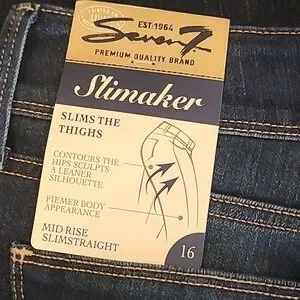 EST:1964
Seven7
PREMIUM QUALITY BRAND
Slimaker
SLIMS THE
THIGHS
CONTOURS THE
HIPS SCULPTS
A LEANER
SILHOUETTE
FIEMER BODY
APPEARANCE
MID RISE
SLIMSTRAIGHT
16